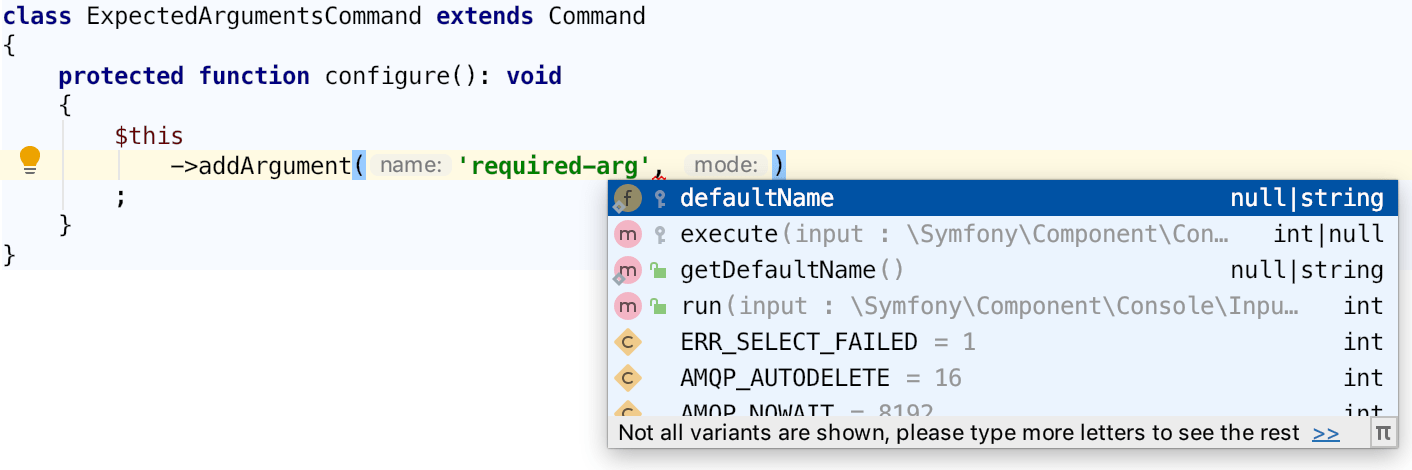 class ExpectedArgumentsCommand extends Command
{
protected function configure(): void
{
$this
->addArgument( name: 'required-arg', mode: )
;
}
}
f defaultName null|string
m execute(input : \Symfony\Component\Con… int|null
m getDefaultName() null|string
m run(input : \Symfony\Component\Console\Inpu… int
C ERR_SELECT_FAILED = 1 int
C AMQP_AUTODELETE = 16 int
C AMQP_NOWAIT = 8192 int
Not all variants are shown, please type more letters to see the rest >> π